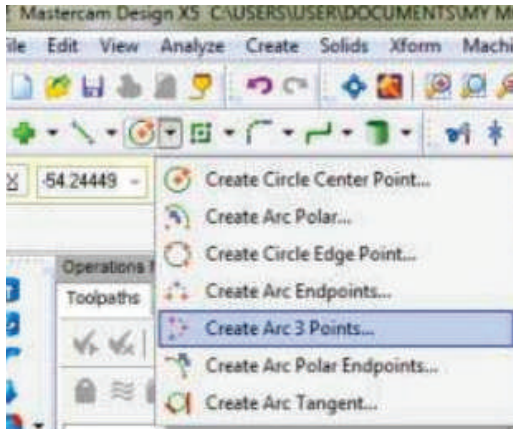 Mastercam Design X5 C:\USERS\USER\DOCUMENTS\MY M
ile Edit View Analyze Create Solids Xform Machi
-54.24449
Create Circle Center Point...
Create Arc Polar...
Create Circle Edge Point...
Operations
Create Arc Endpoints...
Toolpaths
Create Arc 3 Points...
Create Arc Polar Endpoints...
Create Arc Tangent...